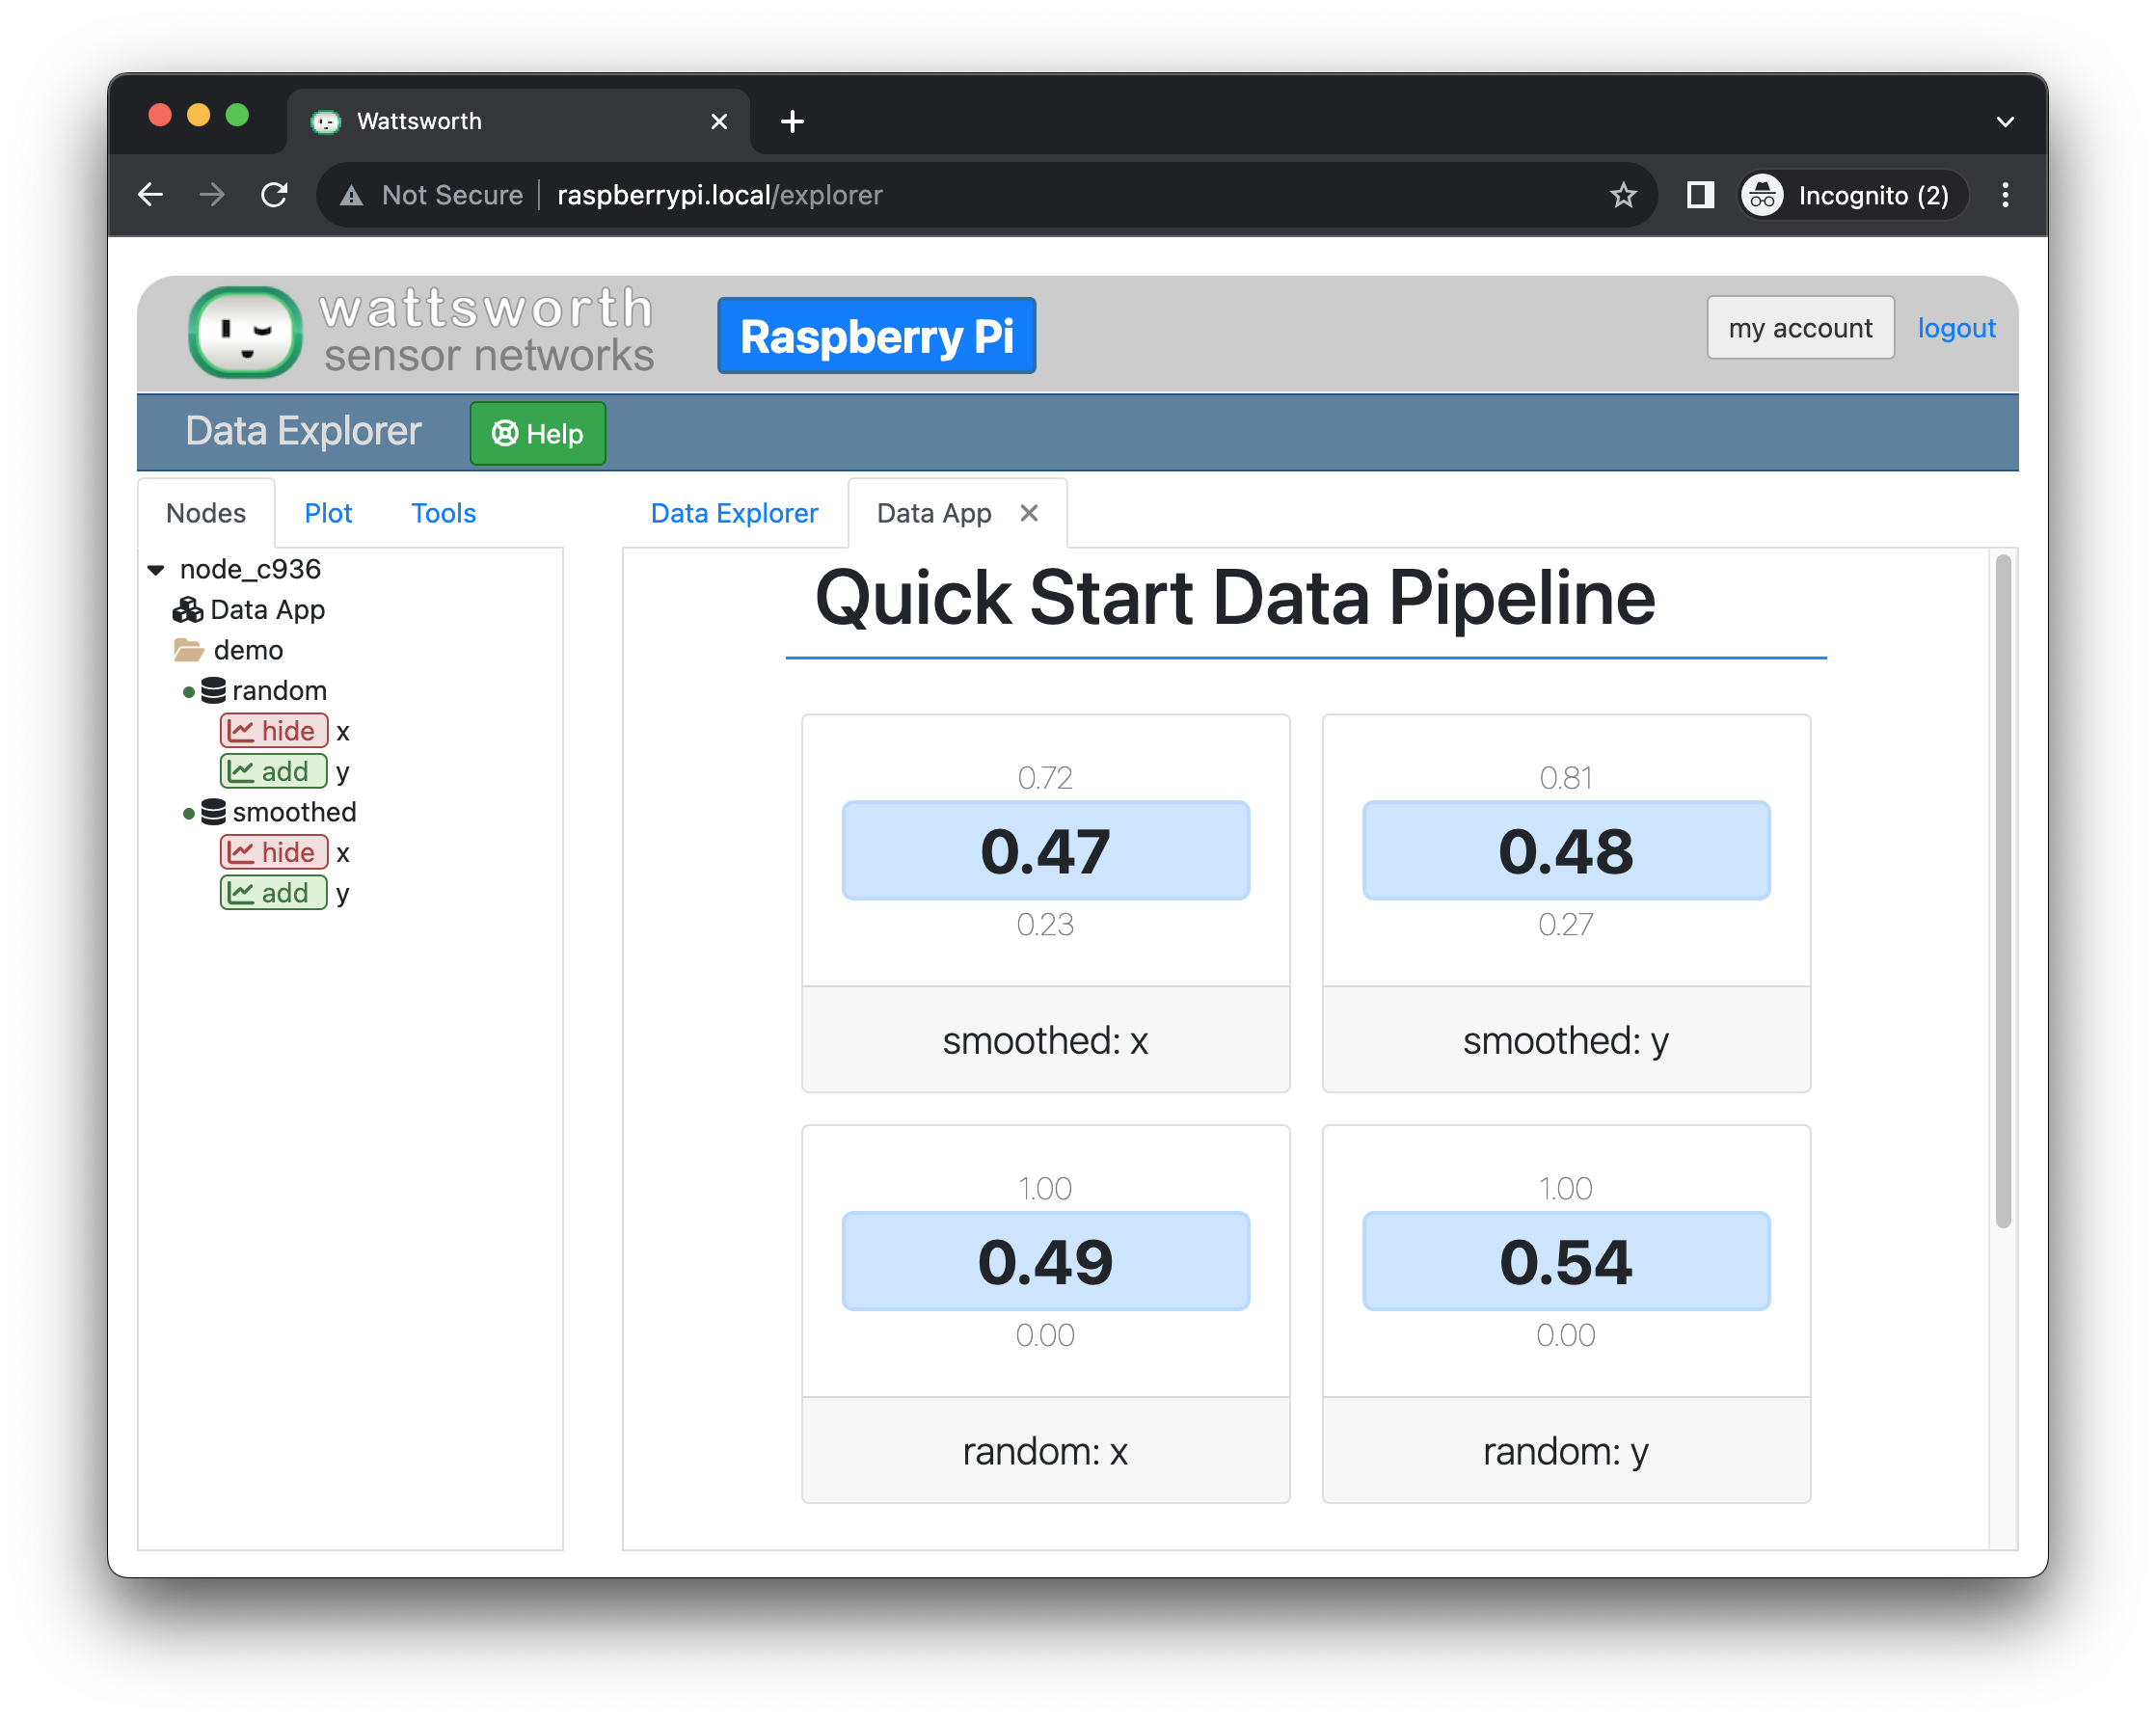 Wattsworth
Not Secure raspberrypi.local/explorer
Incognito (2)
wattsworth
sensor networks
Raspberry Pi
my account
logout
Data Explorer
Help
Nodes
Plot
Tools
node_c936
Data App
demo
random
hide x
add y
smoothed
hide x
add y
Data Explorer
Data App
Quick Start Data Pipeline
0.72
0.47
0.23
smoothed: x
0.81
0.48
0.27
smoothed: y
1.00
0.49
0.00
random: x
1.00
0.54
0.00
random: y